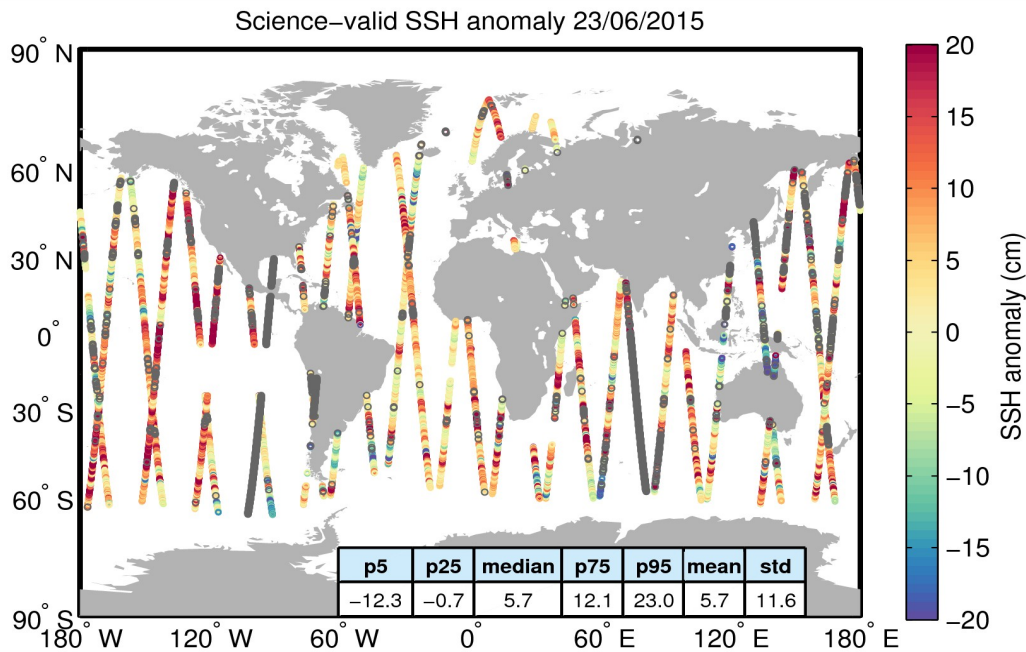 Science−valid SSH anomaly 23/06/2015
90° N
60° N
30° N
0°
30° S
60° S
90° S
180° W
120° W
60° W
0°
60° E
120° E
180° E
p5 p25 median p75 p95 mean std
−12.3 −0.7 5.7 12.1 23.0 5.7 11.6
20
15
10
5
0
−5
−10
−15
−20
SSH anomaly (cm)